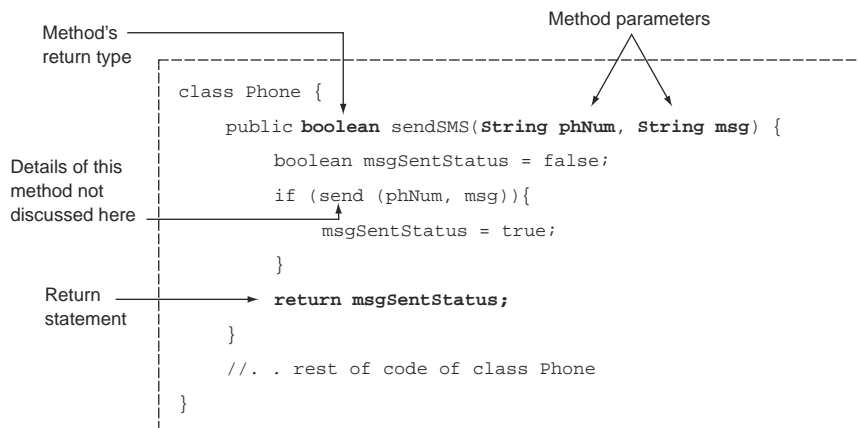 Method parameters
Method's
return type
class Phone {
public boolean sendSMS(String phNum, String msg) {
boolean msgSentStatus = false;
Details of this
method not
discussed here
if (send (phNum, msg)){
msgSentStatus = true;
}
Return
statement
return msgSentStatus;
}
//. . rest of code of class Phone
}